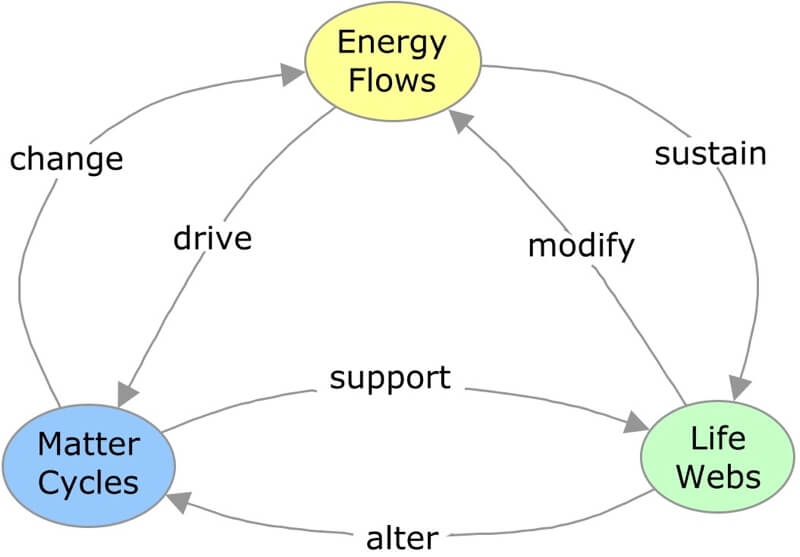 Energy
Flows
change
sustain
drive
modify
support
Matter
Cycles
Life
Webs
alter